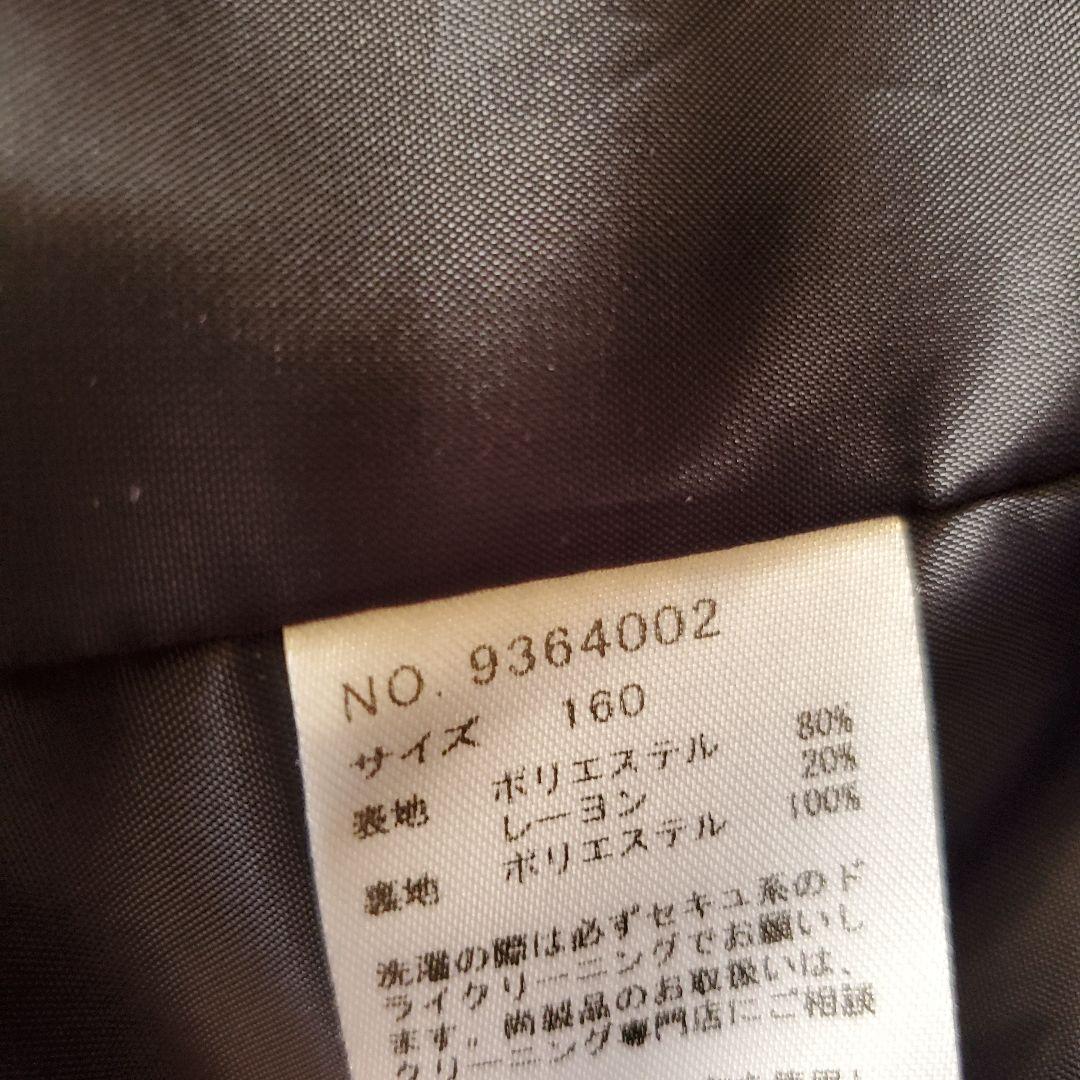 NO. 9364002
サイズ 160
表地 ポリエステル 80%
レーヨン 20%
裏地 ポリエステル 100%
洗濯の際は必ずセキュ系のド
ライクリーニングでお願いし
ます。尚製品のお取扱いは、
クリーニング専門店にご相談